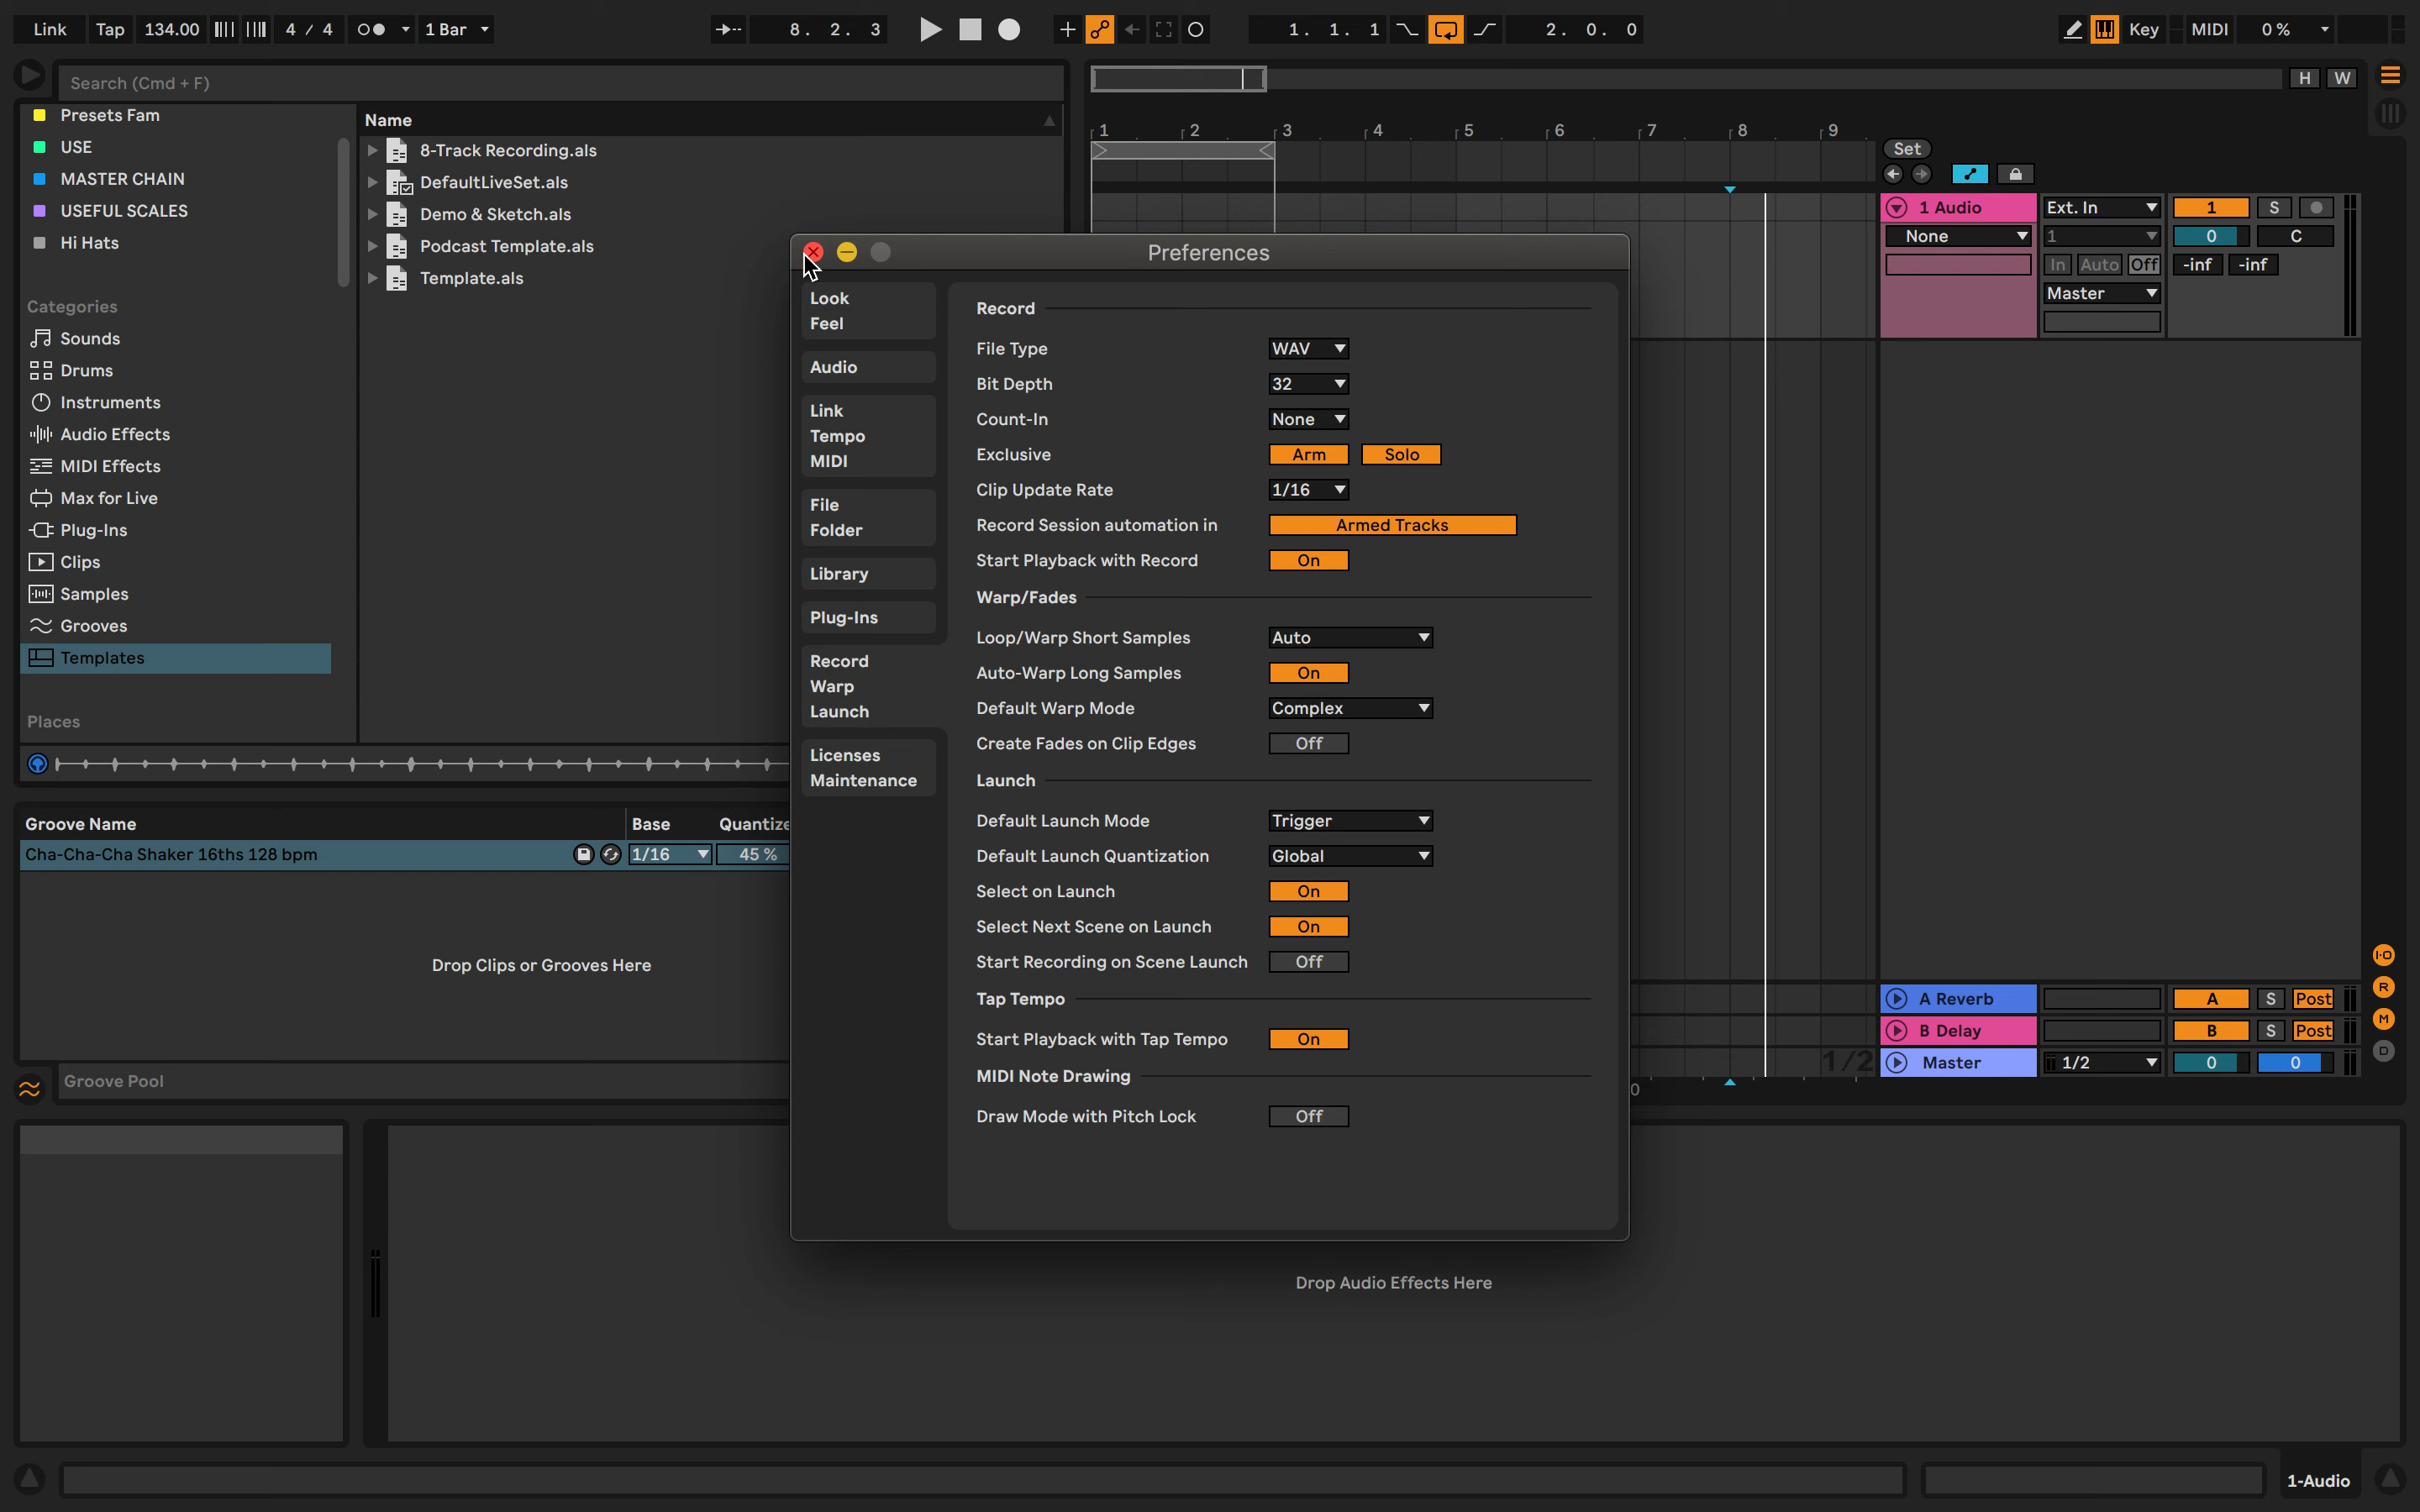 Link Tap 134.00 4 / 4 1 Bar 8. 2. 3 1. 1. 1 2. 0. 0 Key MIDI 0 %
Search (Cmd + F)
H W
Presets Fam
USE
MASTER CHAIN
USEFUL SCALES
Hi Hats
Categories
Sounds
Drums
Instruments
Audio Effects
MIDI Effects
Max for Live
Plug-Ins
Clips
Samples
Grooves
Templates
Places
Name
8-Track Recording.als
DefaultLiveSet.als
Demo & Sketch.als
Podcast Template.als
Template.als
1 2 3 4 5 6 7 8 9
Set
1 Audio Ext. In 1 S
None 1 0 C
In Auto Off -inf -inf
Master
Preferences
Look
Feel
Audio
Link
Tempo
MIDI
File
Folder
Library
Plug-Ins
Record
Warp
Launch
Licenses
Maintenance
Record
File Type WAV
Bit Depth 32
Count-In None
Exclusive Arm Solo
Clip Update Rate 1/16
Record Session automation in Armed Tracks
Start Playback with Record On
Warp/Fades
Loop/Warp Short Samples Auto
Auto-Warp Long Samples On
Default Warp Mode Complex
Create Fades on Clip Edges Off
Launch
Default Launch Mode Trigger
Default Launch Quantization Global
Select on Launch On
Select Next Scene on Launch On
Start Recording on Scene Launch Off
Tap Tempo
Start Playback with Tap Tempo On
MIDI Note Drawing
Draw Mode with Pitch Lock Off
Groove Name Base Quantize
Cha-Cha-Cha Shaker 16ths 128 bpm 1/16 45 %
Drop Clips or Grooves Here
Groove Pool
I-O
R
M
D
A Reverb A S Post
B Delay B S Post
1/2 Master 1/2 0 0
0
Drop Audio Effects Here
1-Audio